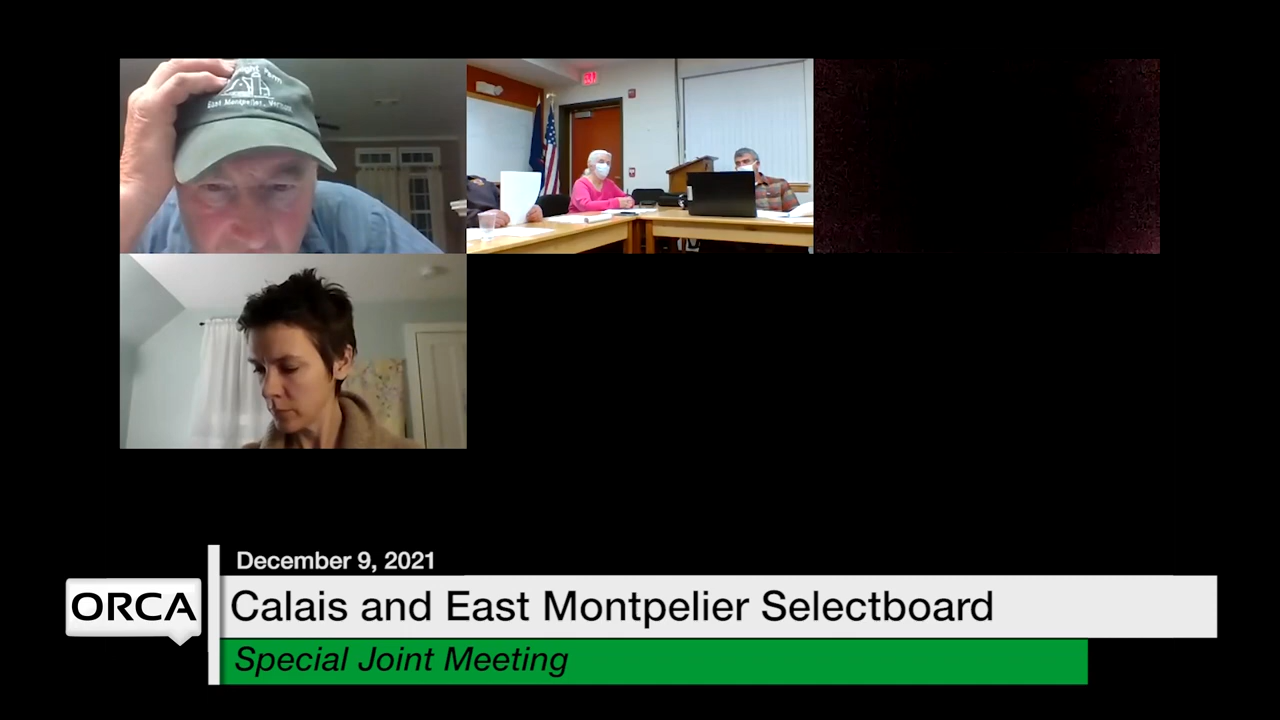 East Montpelier, Vermont
December 9, 2021
ORCA
Calais and East Montpelier Selectboard
Special Joint Meeting